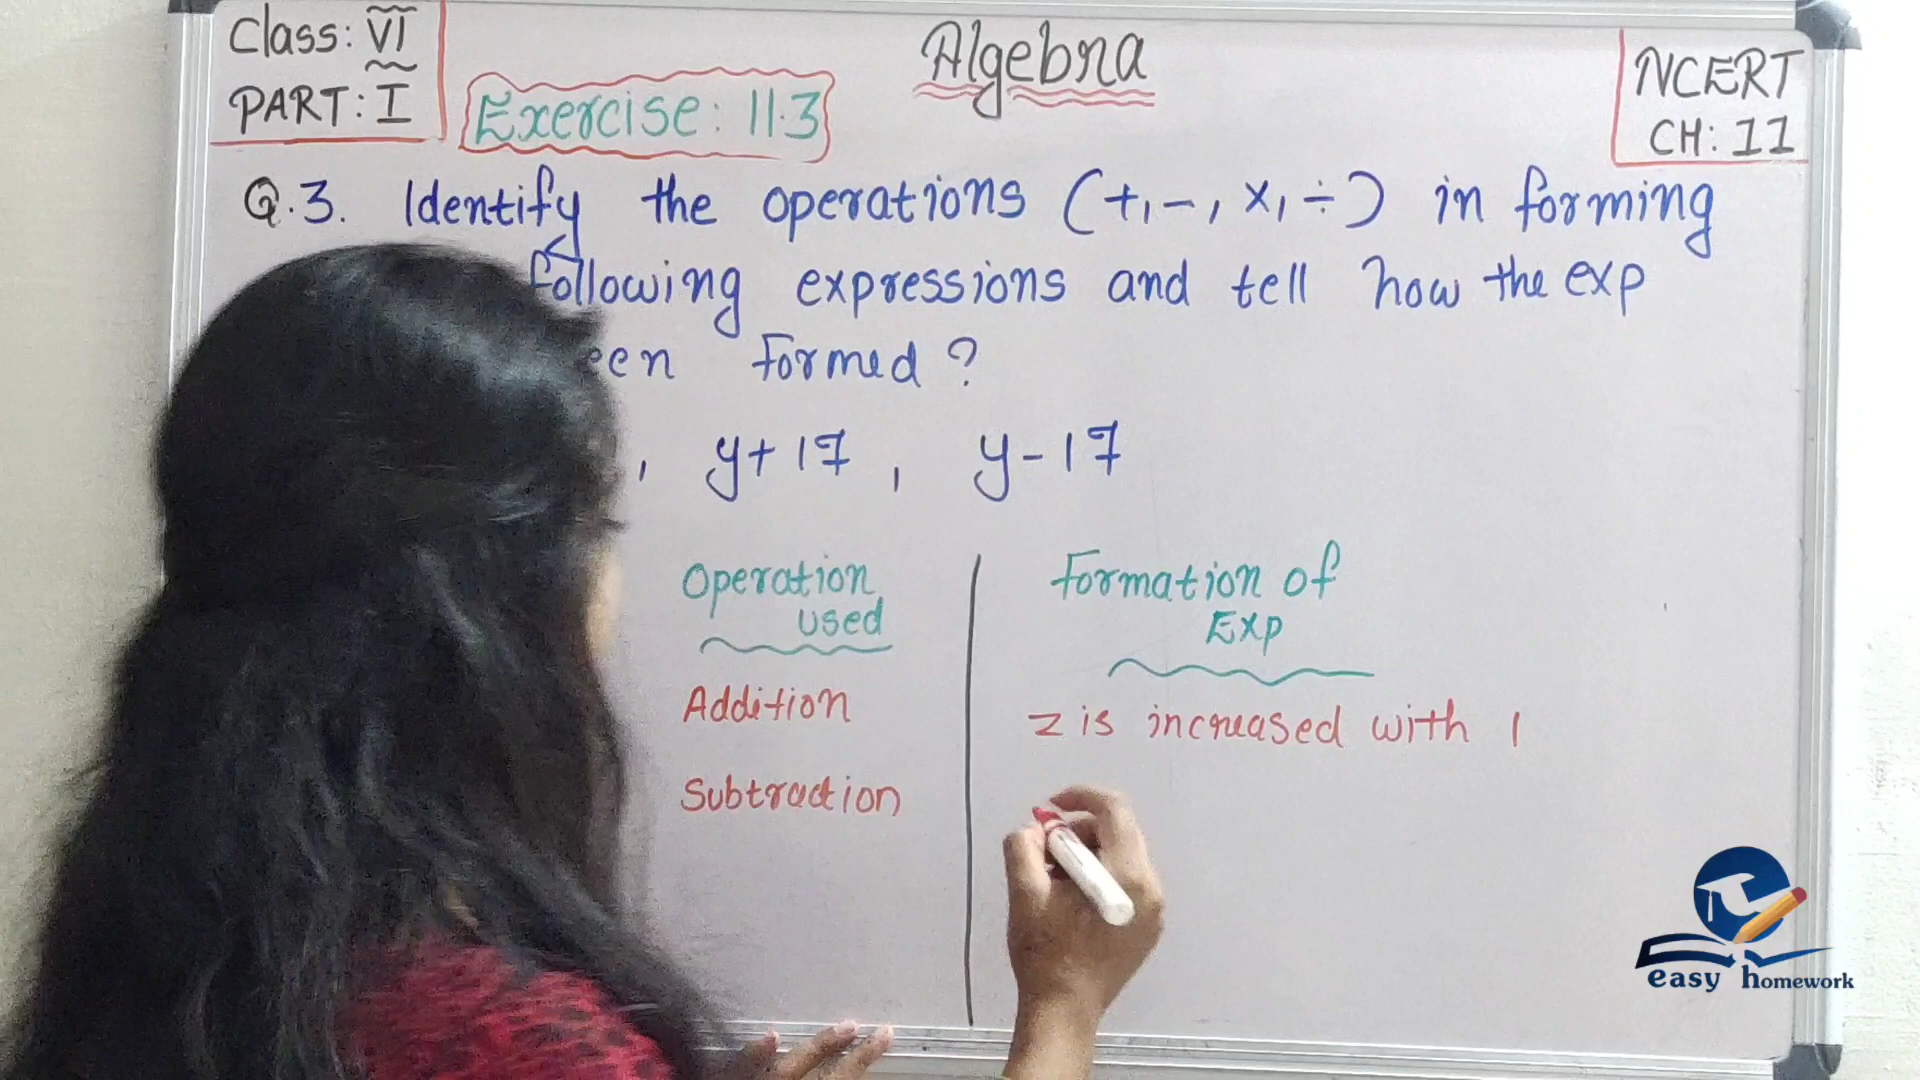 Class: VI
PART: I
Exercise: 11.3
Algebra
NCERT
CH: 11
Q.3. Identify the operations (+, -, ×, ÷) in forming
following expressions and tell how the exp
formed?
, y+17, y-17
Operation
used
Formation of
Exp
Addition
z is increased with 1
Subtraction
easy homework